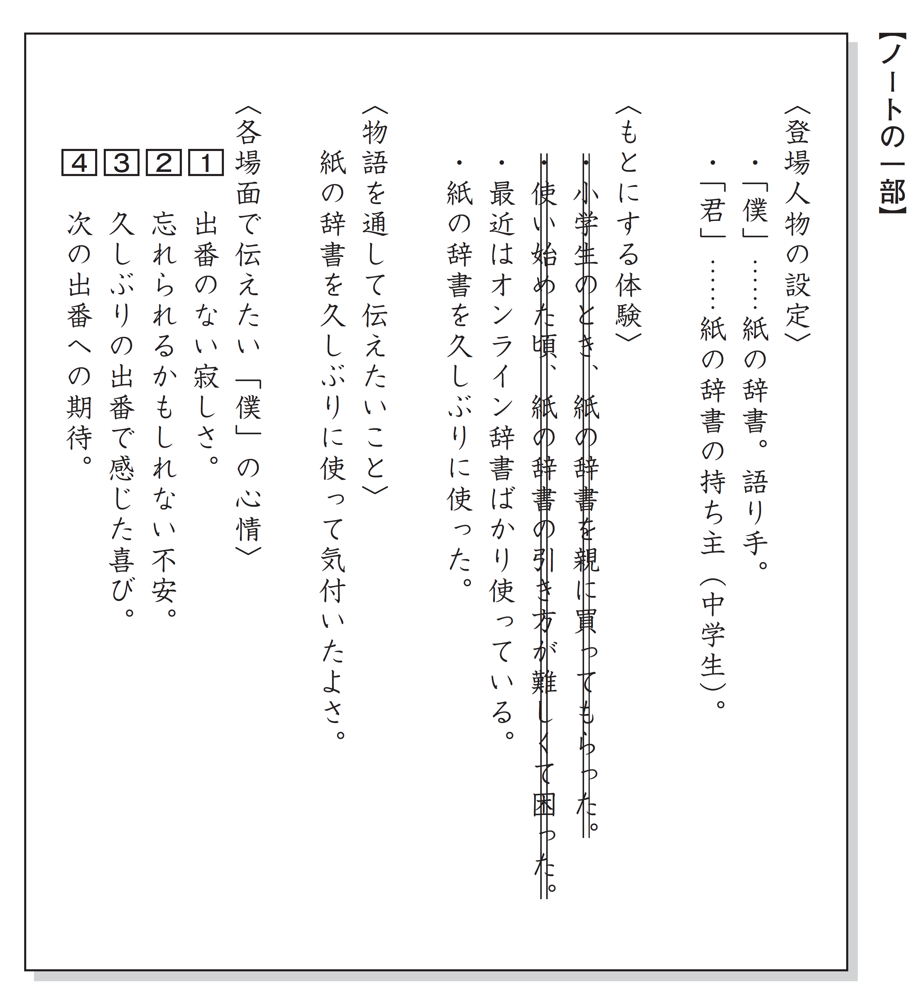 【ノートの一部】
〈登場人物の設定〉
・「僕」……紙の辞書。語り手。
・「君」……紙の辞書の持ち主（中学生）。
〈もとにする体験〉
・小学生のとき、紙の辞書を親に買ってもらった。
・使い始めた頃、紙の辞書の引き方が難しくて困った。
・最近はオンライン辞書ばかり使っている。
・紙の辞書を久しぶりに使った。
〈物語を通して伝えたいこと〉
紙の辞書を久しぶりに使って気付いたよさ。
〈各場面で伝えたい「僕」の心情〉
1 出番のない寂しさ。
2 忘れられるかもしれない不安。
3 久しぶりの出番で感じた喜び。
4 次の出番への期待。